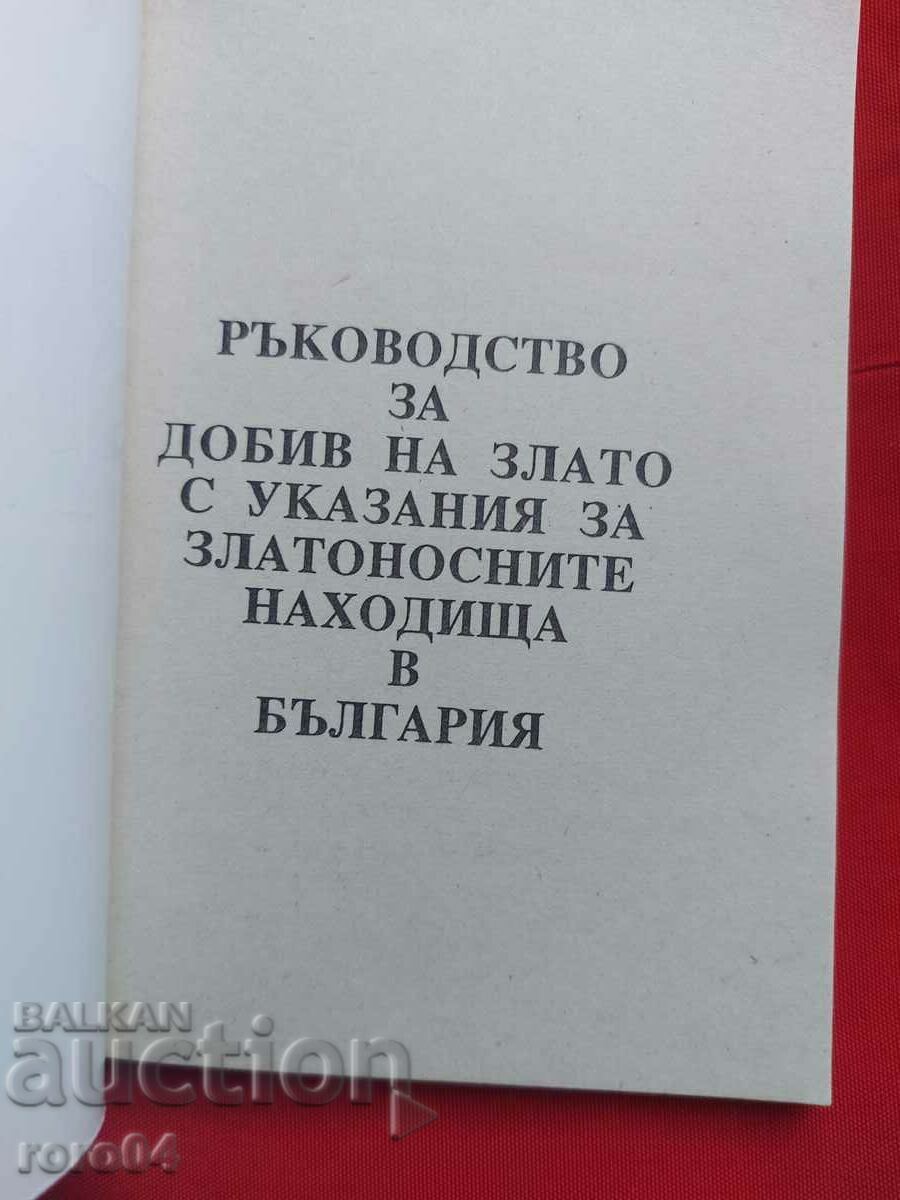 РЪКОВОДСТВО
ЗА
ДОБИВ НА ЗЛАТО
С УКАЗАНИЯ ЗА
ЗЛАТОНОСНИТЕ
НАХОДИЩА
В
БЪЛГАРИЯ
BALKAN
auction
roro04